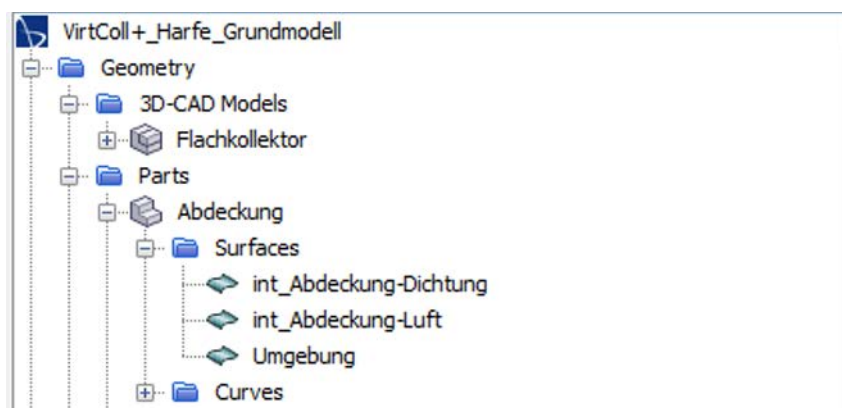 VirtColl+_Harfe_Grundmodell
Geometry
3D-CAD Models
Flachkollektor
Parts
Abdeckung
Surfaces
int_Abdeckung-Dichtung
int_Abdeckung-Luft
Umgebung
Curves